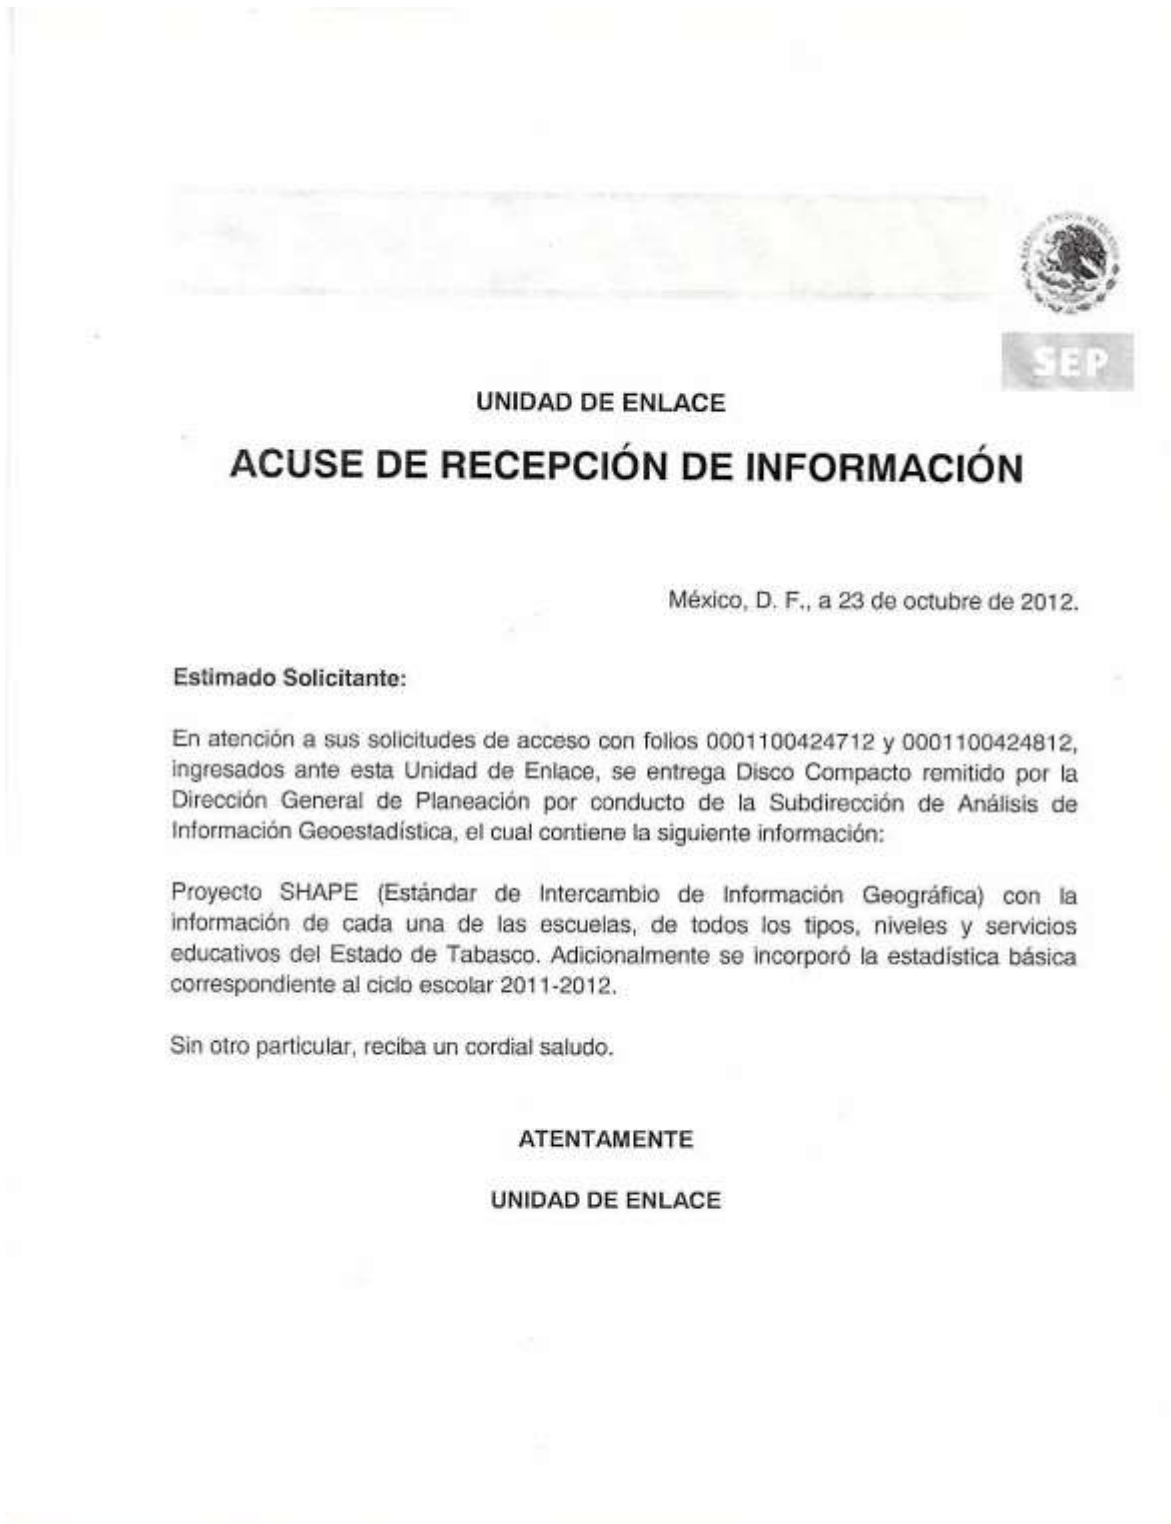 SEP
UNIDAD DE ENLACE
ACUSE DE RECEPCIÓN DE INFORMACIÓN
México, D. F., a 23 de octubre de 2012.
Estimado Solicitante:
En atención a sus solicitudes de acceso con folios 0001100424712 y 0001100424812,
ingresados ante esta Unidad de Enlace, se entrega Disco Compacto remitido por la
Dirección General de Planeación por conducto de la Subdirección de Análisis de
Información Geoestadística, el cual contiene la siguiente información:
Proyecto SHAPE (Estándar de Intercambio de Información Geográfica) con la
información de cada una de las escuelas, de todos los tipos, niveles y servicios
educativos del Estado de Tabasco. Adicionalmente se incorporó la estadística básica
correspondiente al ciclo escolar 2011-2012.
Sin otro particular, reciba un cordial saludo.
ATENTAMENTE
UNIDAD DE ENLACE